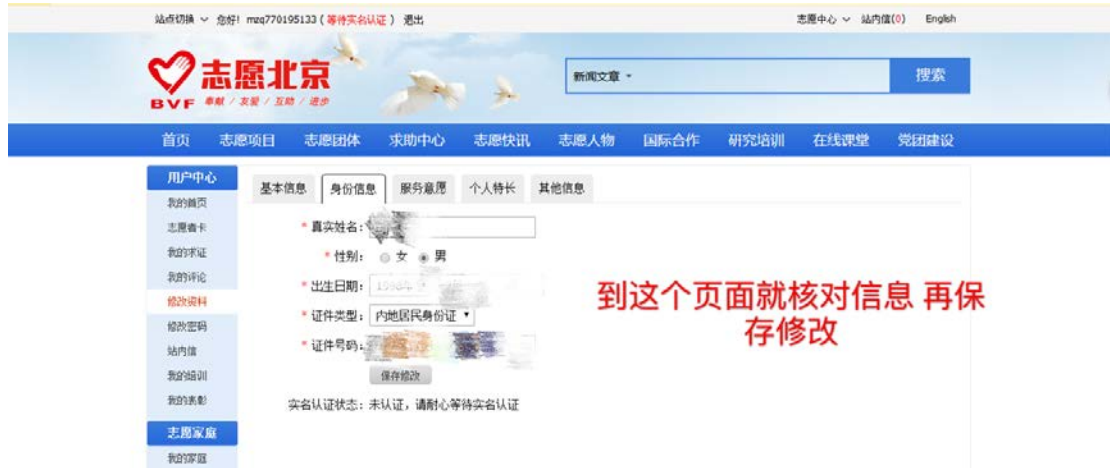 站点切换 您好！ mzq770195133 ( 等待实名认证 ) 退出 志愿中心 站内信(0) English
志愿北京
BVF 奉献 / 友爱 / 互助 / 进步
新闻文章 搜索
首页 志愿项目 志愿团体 求助中心 志愿快讯 志愿人物 国际合作 研究培训 在线课堂 党团建设
用户中心
我的首页
志愿者卡
我的求证
我的评论
修改资料
修改密码
站内信
我的培训
我的表彰
志愿家庭
我的家庭
基本信息 身份信息 服务意愿 个人特长 其他信息
* 真实姓名：
* 性别： 女 男
* 出生日期：
* 证件类型： 内地居民身份证
* 证件号码：
保存修改
实名认证状态：未认证，请耐心等待实名认证
到这个页面就核对信息 再保
存修改